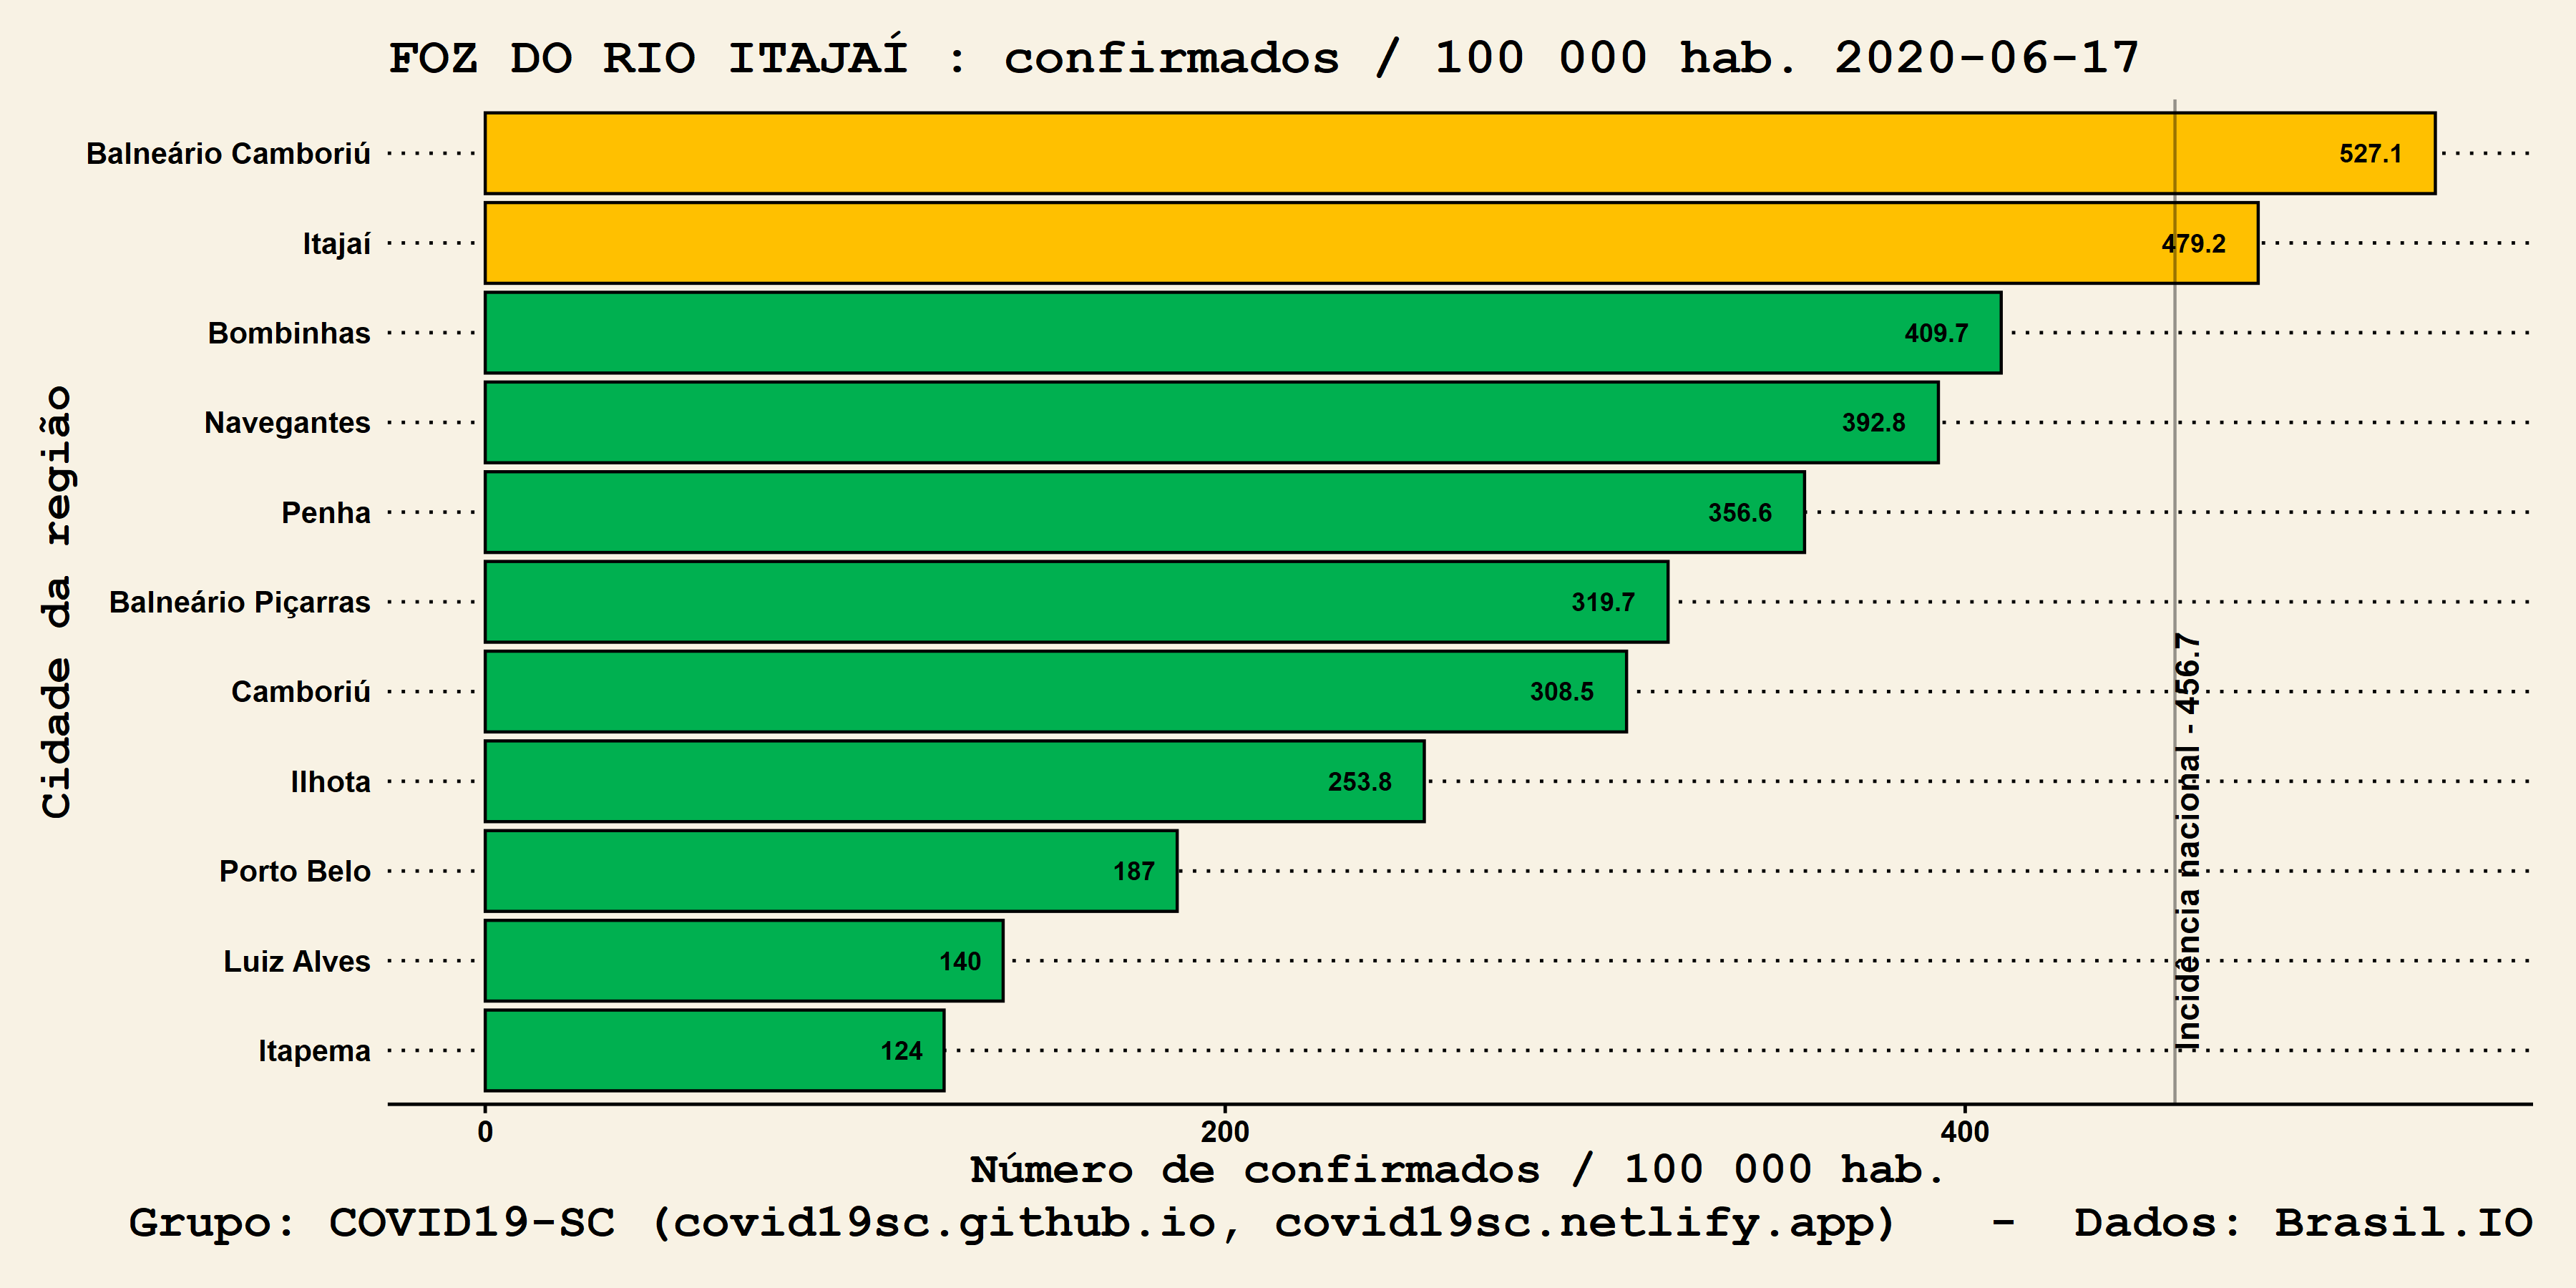 FOZ DO RIO ITAJAÍ : confirmados / 100 000 hab. 2020-06-17
Cidade da região
Balneário Camboriú 527.1
Itajaí 479.2
Bombinhas 409.7
Navegantes 392.8
Penha 356.6
Balneário Piçarras 319.7
Camboriú 308.5
Ilhota 253.8
Porto Belo 187
Luiz Alves 140
Itapema 124
Incidência nacional - 456.7
0 200 400
Número de confirmados / 100 000 hab.
Grupo: COVID19-SC (covid19sc.github.io, covid19sc.netlify.app) - Dados: Brasil.IO